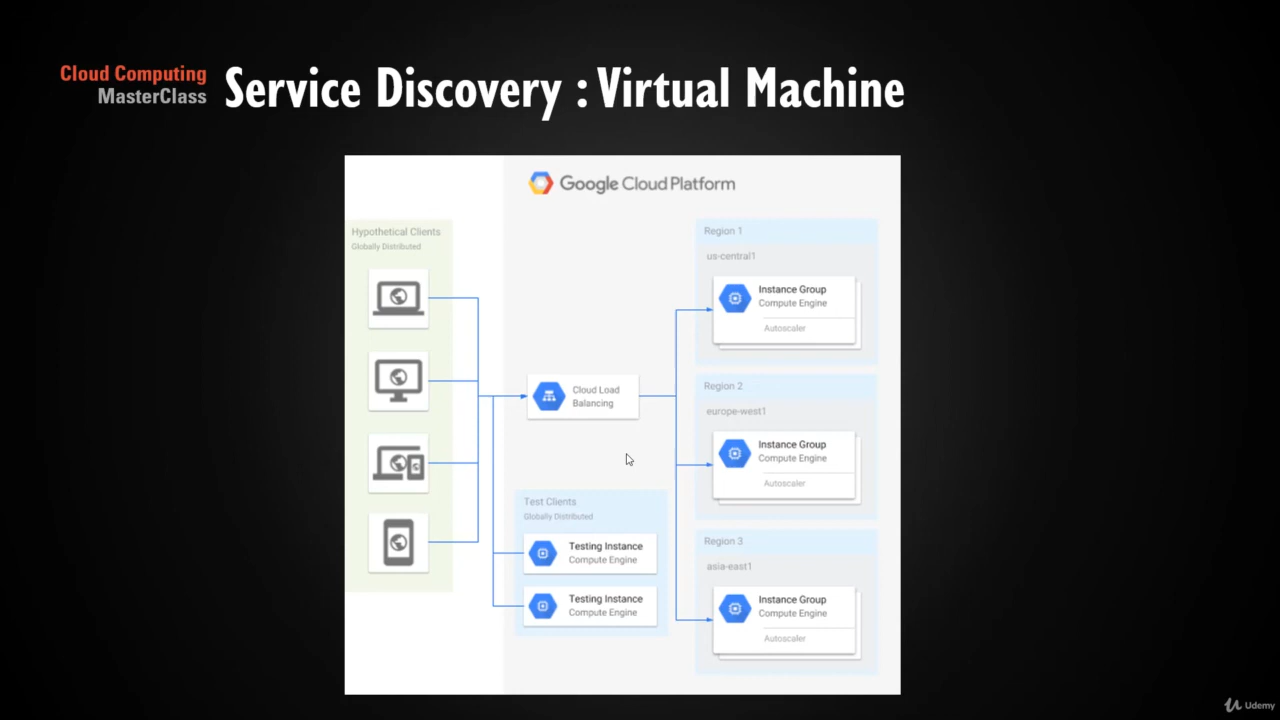 Cloud Computing
MasterClass
Service Discovery : Virtual Machine
Google Cloud Platform
Hypothetical Clients
Globally Distributed
Cloud Load
Balancing
Test Clients
Globally Distributed
Testing Instance
Compute Engine
Testing Instance
Compute Engine
Region 1
us-central1
Instance Group
Compute Engine
Autoscaler
Region 2
europe-west1
Instance Group
Compute Engine
Autoscaler
Region 3
asia-east1
Instance Group
Compute Engine
Autoscaler
Udemy